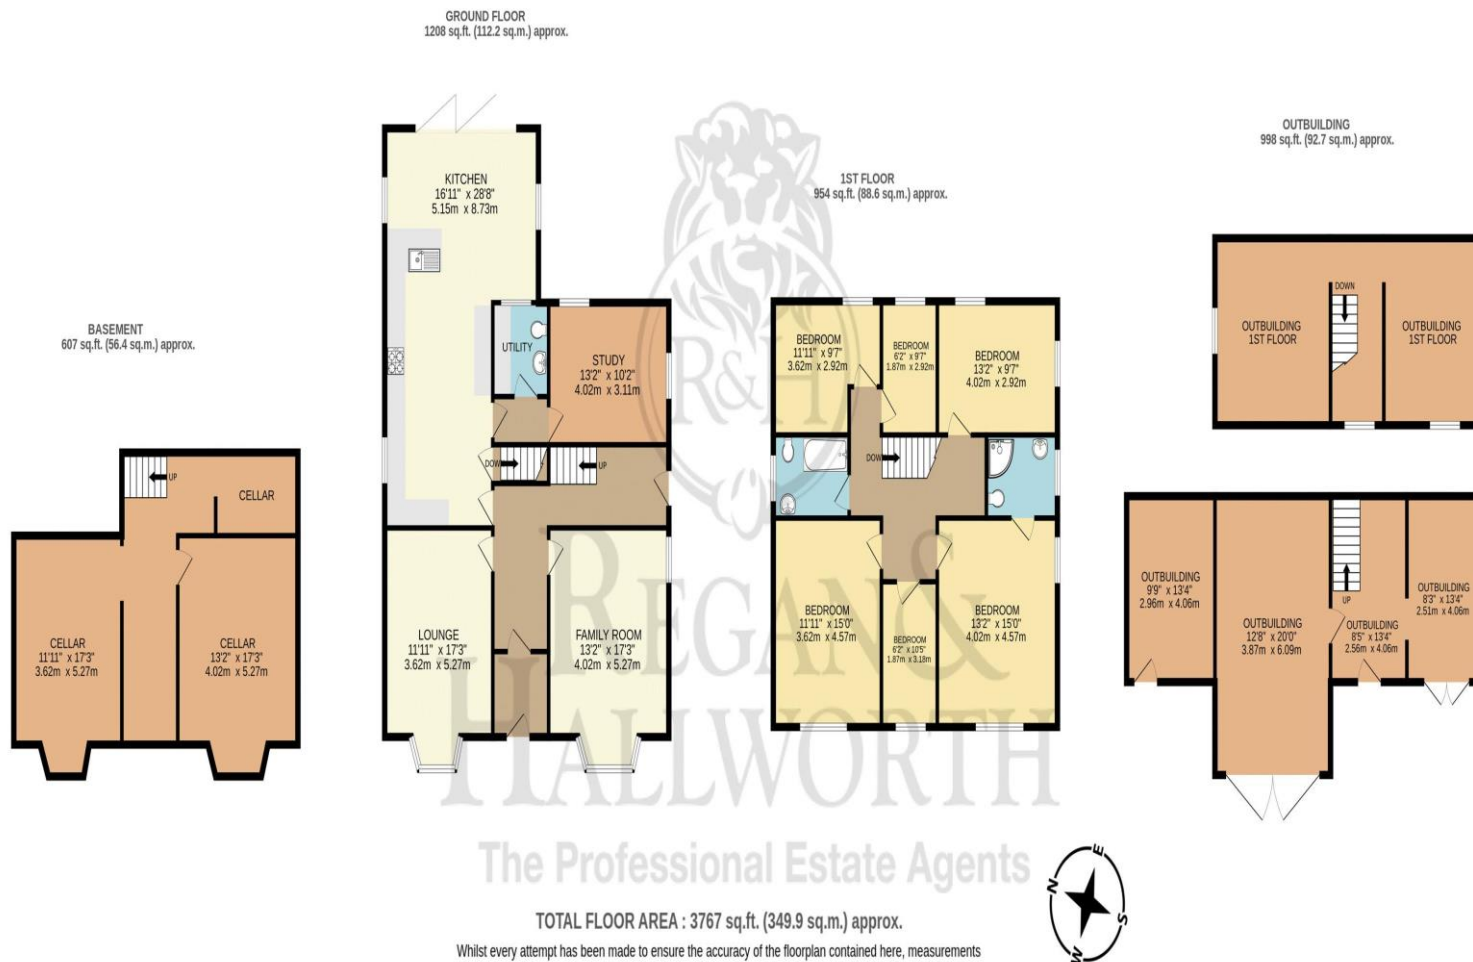 GROUND FLOOR
1208 sq.ft. (112.2 sq.m.) approx.
KITCHEN
16'11" x 28'8"
5.15m x 8.73m
UTILITY
STUDY
13'2" x 10'2"
4.02m x 3.11m
DOWN
UP
LOUNGE
11'11" x 17'3"
3.62m x 5.27m
FAMILY ROOM
13'2" x 17'3"
4.02m x 5.27m
BASEMENT
607 sq.ft. (56.4 sq.m.) approx.
UP
CELLAR
CELLAR
11'11" x 17'3"
3.62m x 5.27m
CELLAR
13'2" x 17'3"
4.02m x 5.27m
1ST FLOOR
954 sq.ft. (88.6 sq.m.) approx.
BEDROOM
11'11" x 9'7"
3.62m x 2.92m
BEDROOM
6'2" x 9'7"
1.87m x 2.92m
BEDROOM
13'2" x 9'7"
4.02m x 2.92m
DOWN
BEDROOM
11'11" x 15'0"
3.62m x 4.57m
BEDROOM
6'2" x 10'5"
1.87m x 3.18m
BEDROOM
13'2" x 15'0"
4.02m x 4.57m
OUTBUILDING
998 sq.ft. (92.7 sq.m.) approx.
OUTBUILDING
1ST FLOOR
DOWN
OUTBUILDING
1ST FLOOR
OUTBUILDING
9'9" x 13'4"
2.96m x 4.06m
OUTBUILDING
12'8" x 20'0"
3.87m x 6.09m
UP
OUTBUILDING
8'5" x 13'4"
2.56m x 4.06m
OUTBUILDING
8'3" x 13'4"
2.51m x 4.06m
R&H
REGAN &
HALLWORTH
The Professional Estate Agents
N
E
S
W
TOTAL FLOOR AREA : 3767 sq.ft. (349.9 sq.m.) approx.
Whilst every attempt has been made to ensure the accuracy of the floorplan contained here, measurements